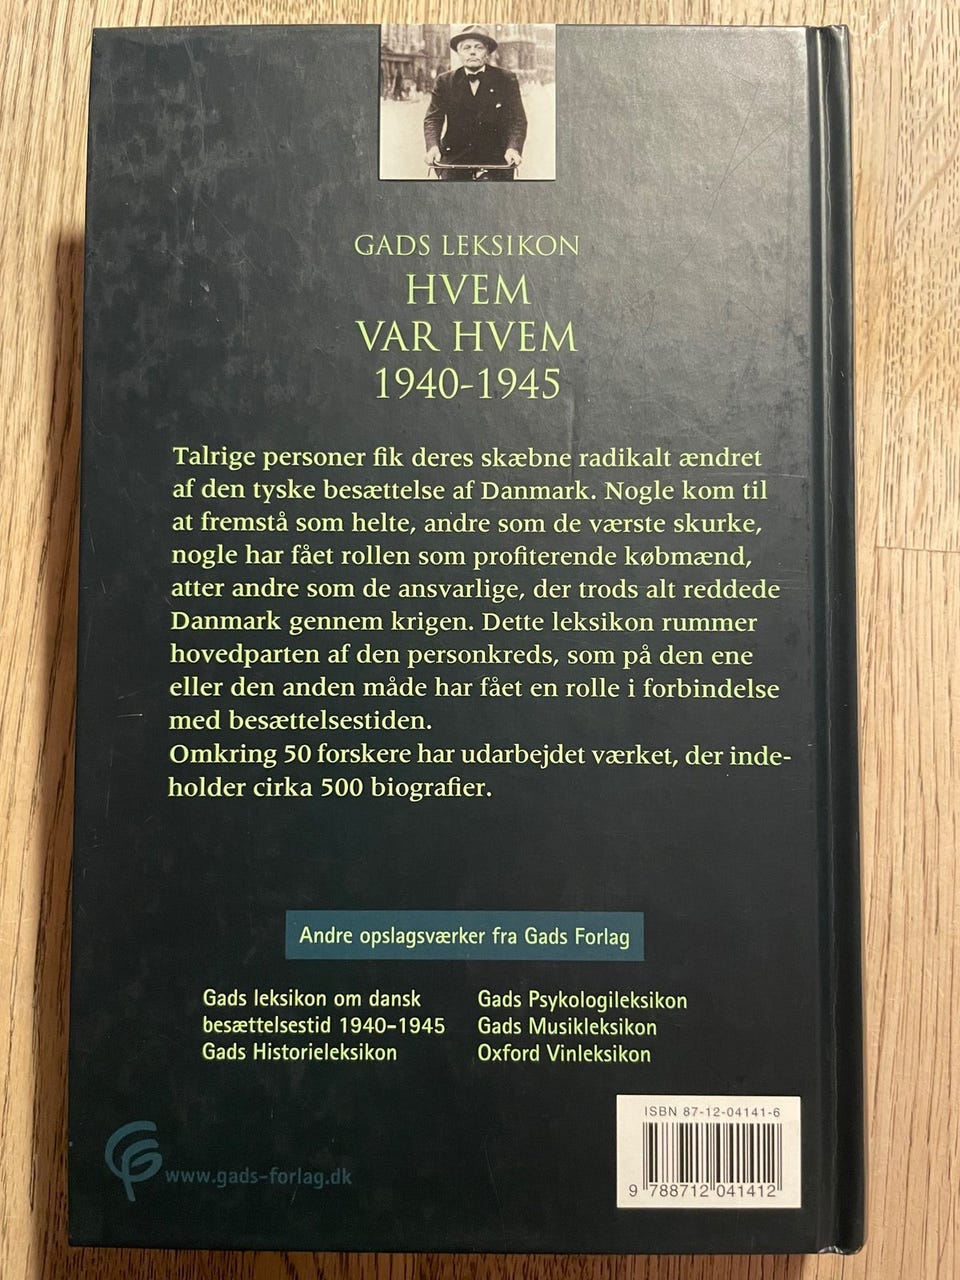 GADS LEKSIKON
HVEM
VAR HVEM
1940-1945
Talrige personer fik deres skæbne radikalt ændret
af den tyske besættelse af Danmark. Nogle kom til
at fremstå som helte, andre som de værste skurke,
nogle har fået rollen som profiterende købmænd,
atter andre som de ansvarlige, der trods alt reddede
Danmark gennem krigen. Dette leksikon rummer
hovedparten af den personkreds, som på den ene
eller den anden måde har fået en rolle i forbindelse
med besættelsestiden.
Omkring 50 forskere har udarbejdet værket, der inde-
holder cirka 500 biografier.
Andre opslagsværker fra Gads Forlag
Gads leksikon om dansk
besættelsestid 1940-1945
Gads Historieleksikon
Gads Psykologileksikon
Gads Musikleksikon
Oxford Vinleksikon
www.gads-forlag.dk
ISBN 87-12-04141-6
9 788712 041412